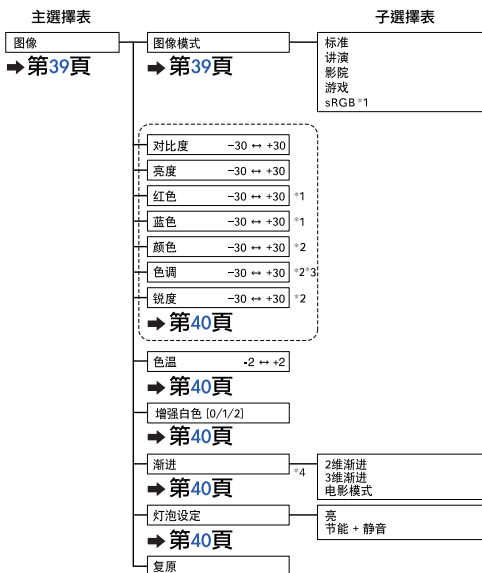 主選擇表
子選擇表
图像
➡ 第39頁
图像模式
➡ 第39頁
标准
讲演
影院
游戏
sRGB *1
对比度 −30 ↔ +30
亮度 −30 ↔ +30
红色 −30 ↔ +30 *1
蓝色 −30 ↔ +30 *1
颜色 −30 ↔ +30 *2
色调 −30 ↔ +30 *2*3
锐度 −30 ↔ +30 *2
➡ 第40頁
色温 -2 ↔ +2
➡ 第40頁
增强白色 [0/1/2]
➡ 第40頁
渐进 *4
➡ 第40頁
2维渐进
3维渐进
电影模式
灯泡设定
➡ 第40頁
亮
节能 + 静音
复原